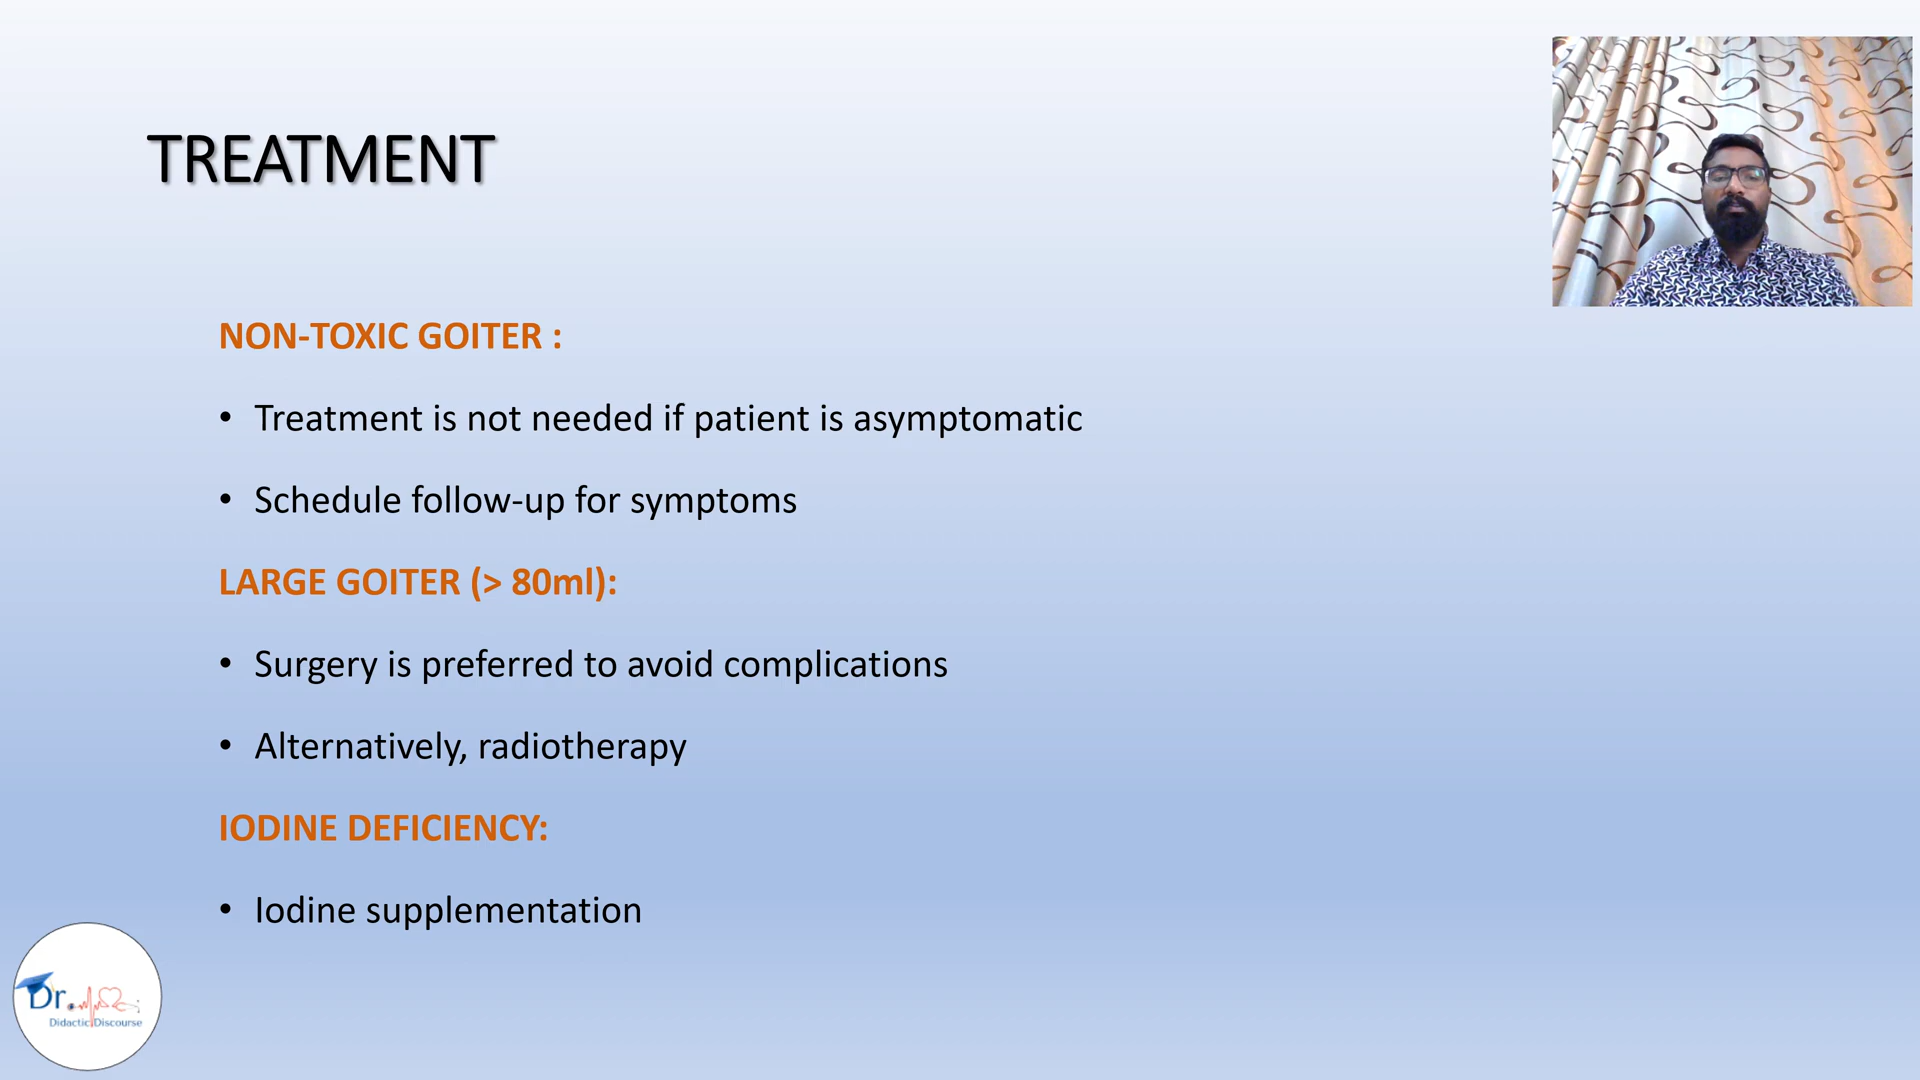 TREATMENT
NON-TOXIC GOITER :
• Treatment is not needed if patient is asymptomatic
• Schedule follow-up for symptoms
LARGE GOITER (> 80ml):
• Surgery is preferred to avoid complications
• Alternatively, radiotherapy
IODINE DEFICIENCY:
• Iodine supplementation
Dr.
Didactic Discourse